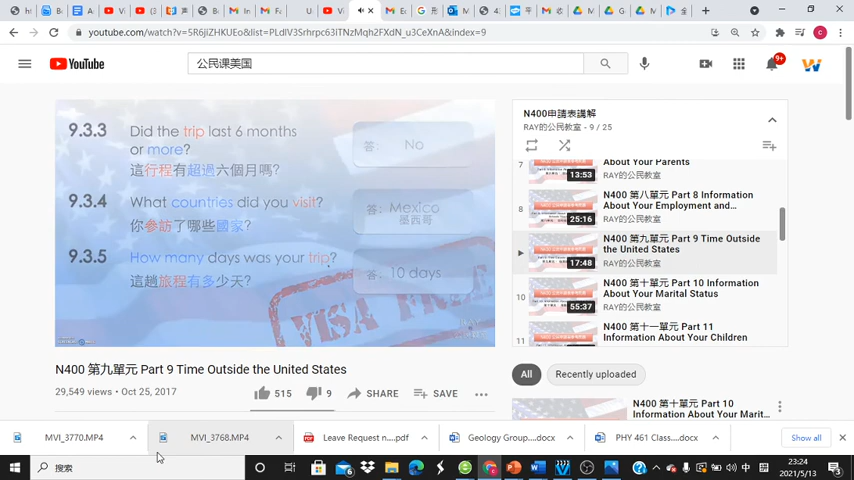 youtube.com/watch?v=5R6jIZHKUEo&list=PLdIV3Srhrpc63ITNzMqh2FXdN_u3CeXnA&index=9
YouTube
公民课美国
9+
9.3.3 Did the trip last 6 months or more?
這行程有超過六個月嗎?
答: No
9.3.4 What countries did you visit?
你參訪了哪些國家?
答: Mexico
墨西哥
9.3.5 How many days was your trip?
這趟旅程有多少天?
答: 10 days
VISA FREE
N400申請表講解
RAY的公民教室 - 9 / 25
7
About Your Parents
RAY的公民教室
13:53
8
N400 第八單元 Part 8 Information
About Your Employment and...
RAY的公民教室
25:16
N400 第九單元 Part 9 Time Outside
the United States
RAY的公民教室
17:48
10
N400 第十單元 Part 10 Information
About Your Marital Status
RAY的公民教室
55:37
11
N400 第十一單元 Part 11
Information About Your Children
N400 第九單元 Part 9 Time Outside the United States
29,549 views • Oct 25, 2017
515
9
SHARE
SAVE
All
Recently uploaded
N400 第十單元 Part 10
Information About Your Marit...
MVI_3770.MP4
MVI_3768.MP4
Leave Request n....pdf
Geology Group....docx
PHY 461 Class....docx
Show all
搜索
23:24
2021/5/13